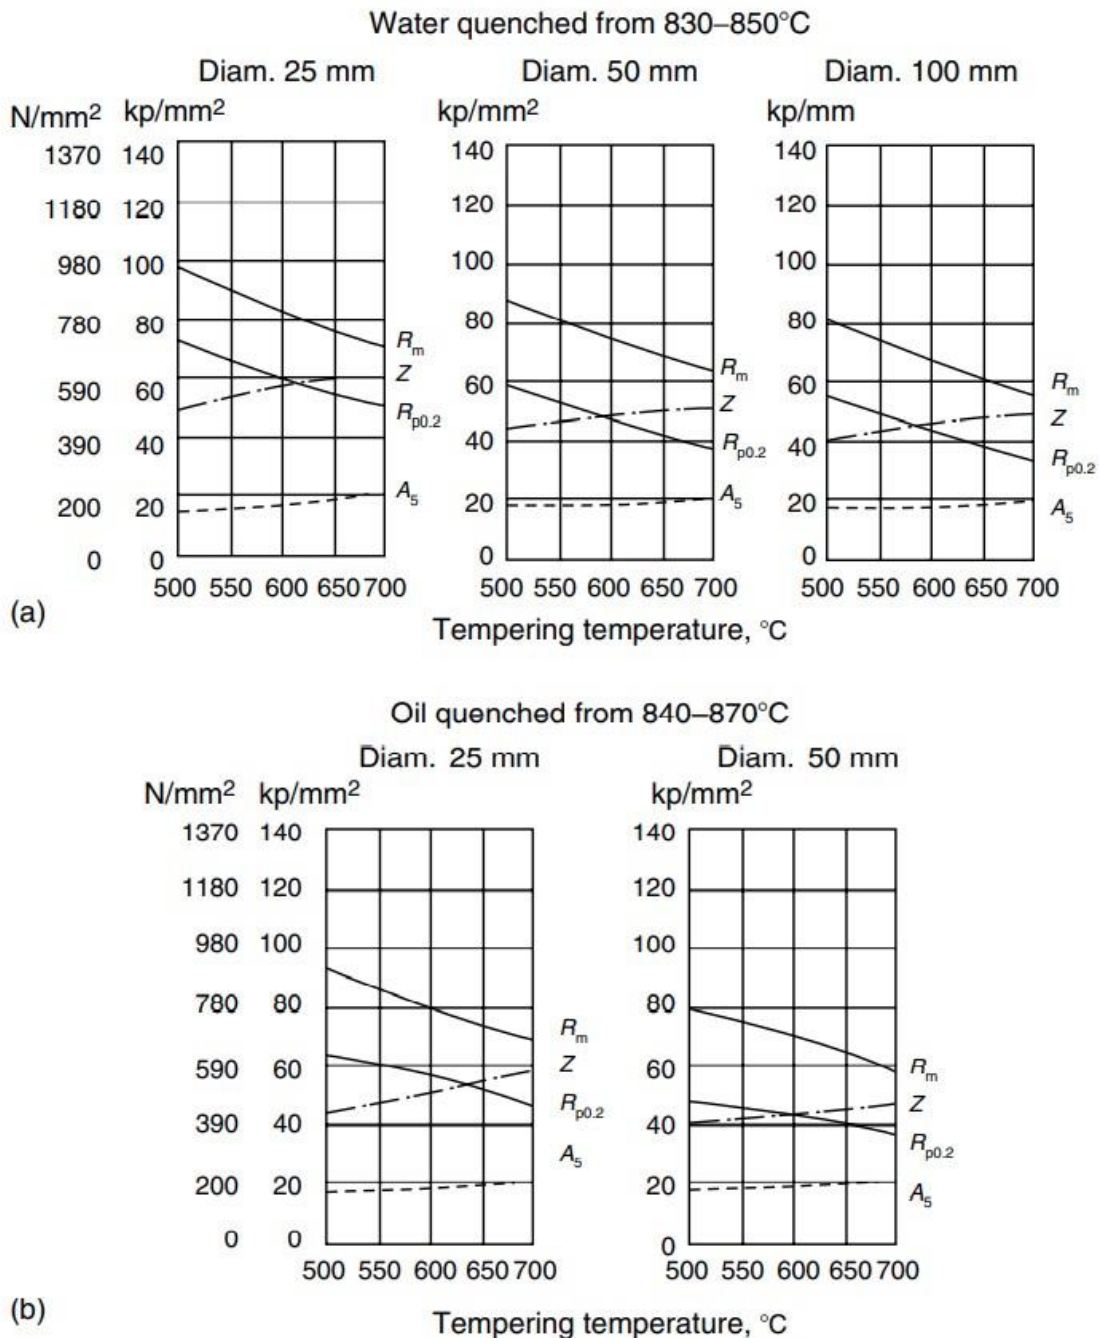 Water quenched from 830–850°C
Diam. 25 mm Diam. 50 mm Diam. 100 mm
N/mm² kp/mm² kp/mm² kp/mm
1370 140 140 140
1180 120 120 120
980 100 100 100
780 80 80 80
Rm Rm Rm
Z Z Z
590 60 60 60
Rp0.2 Rp0.2 Rp0.2
390 40 40 40
A5 A5 A5
200 20 20 20
0 0 0 0
500 550 600 650 700 500 550 600 650 700 500 550 600 650 700
(a)
Tempering temperature, °C
Oil quenched from 840–870°C
Diam. 25 mm Diam. 50 mm
N/mm² kp/mm² kp/mm²
1370 140 140
1180 120 120
980 100 100
780 80 80
Rm Rm
590 60 Z 60
Z
Rp0.2
390 40 40
A5 Rp0.2
200 20 20 A5
0 0 0
500 550 600 650 700 500 550 600 650 700
(b)
Tempering temperature, °C